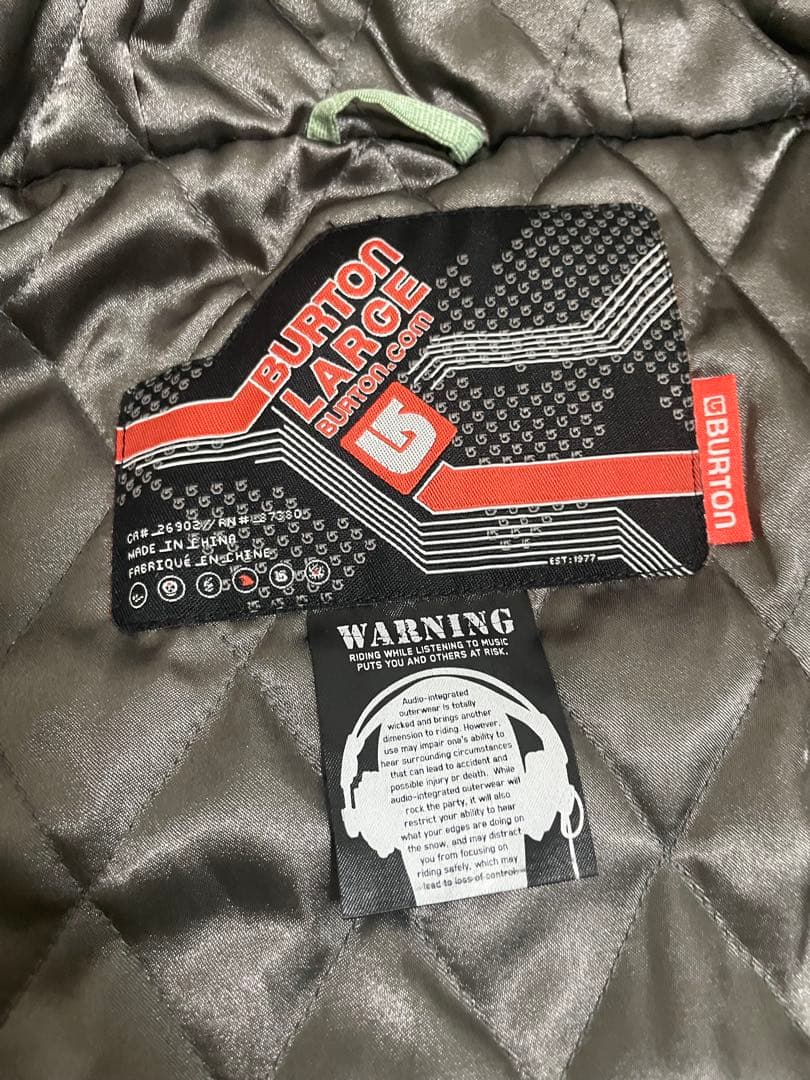 BURTON
LARGE
BURTON.COM
BURTON
CA#_26902//RN#_87380
MADE_IN_CHINA
FABRIQUÉ_EN_CHINE
EST:1977
WARNING
RIDING WHILE LISTENING TO MUSIC
PUTS YOU AND OTHERS AT RISK.
Audio-integrated
outerwear is totally
wicked and brings another
dimension to riding. However,
use may impair one's ability to
hear surrounding circumstances
that can lead to accident and
possible injury or death. While
audio-integrated outerwear will
rock the party, it will also
restrict your ability to hear
what your edges are doing on
the snow, and may distract
you from focusing on
riding safely, which may
lead to loss of control.